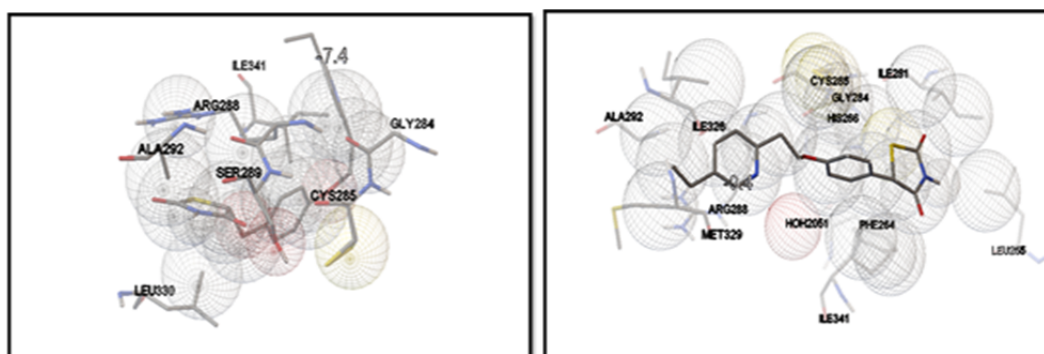 -7.4
ILE341
ARG288
GLY284
ALA292
SER289
CYS285
LEU330
CYS285
ILE281
GLY284
ALA292
HIS266
ILE326
ARG288
HOH2051
PHE264
MET329
ILE341